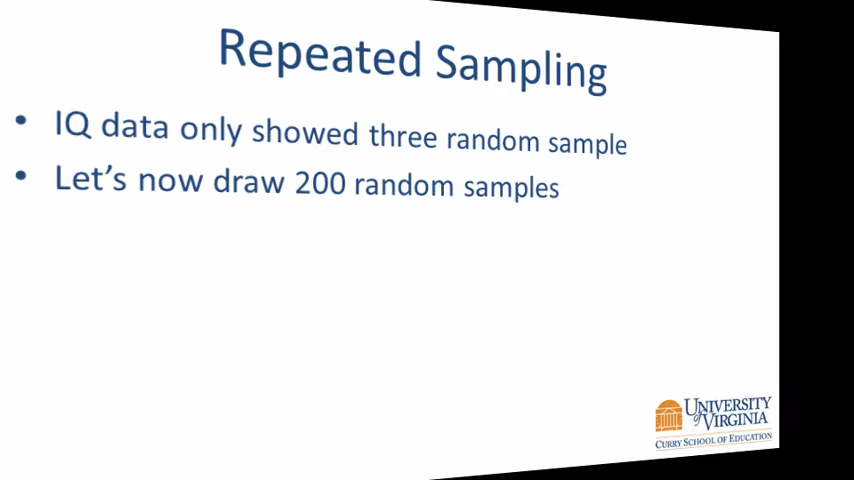 Repeated Sampling
• IQ data only showed three random sample
• Let's now draw 200 random samples
UNIVERSITY
of VIRGINIA
CURRY SCHOOL OF EDUCATION